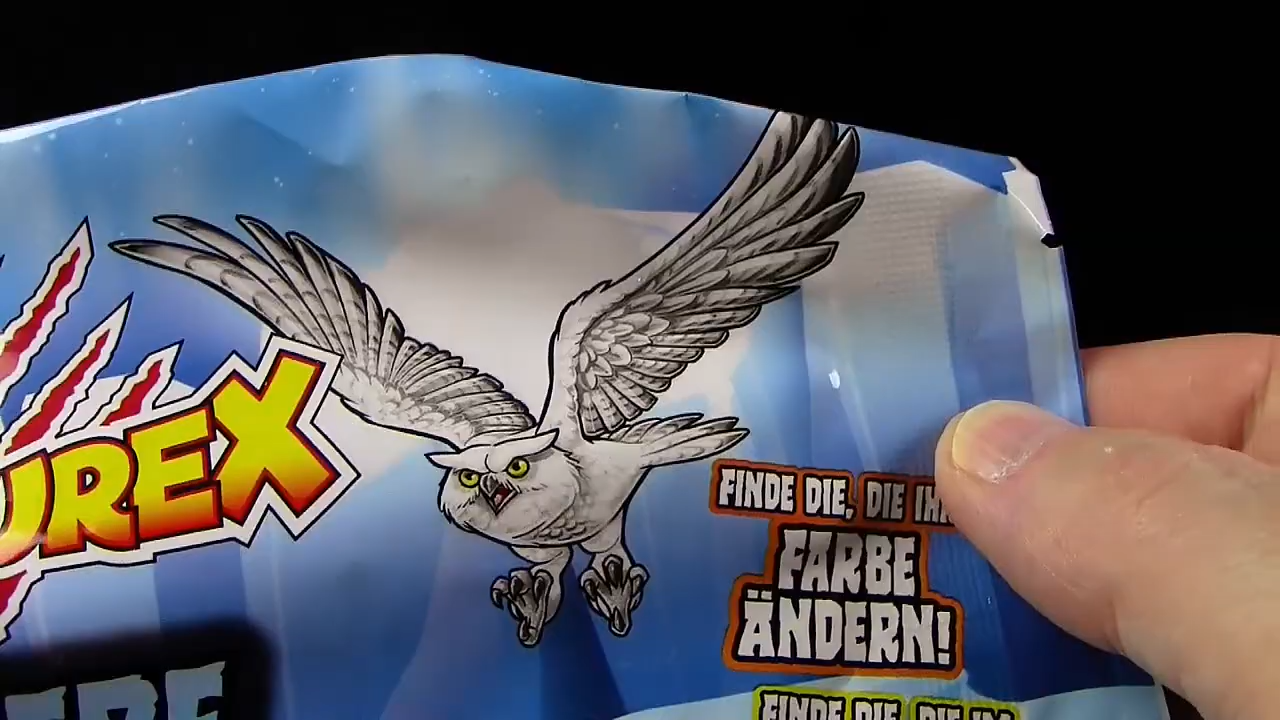 UREX
FINDE DIE, DIE IH
FARBE
ÄNDERN!
FINDE DIE, DIE IM